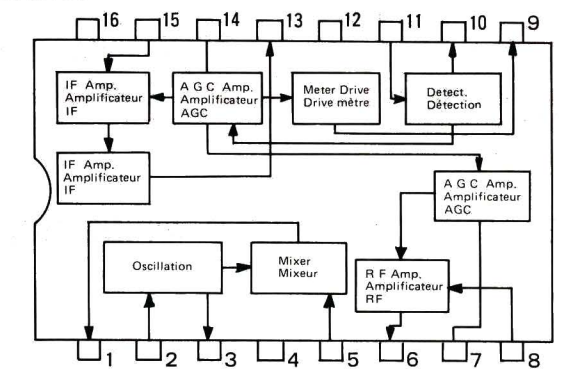 16 15 14 13 12 11 10 9
IF Amp.
Amplificateur
IF
A G C Amp.
Amplificateur
AGC
Meter Drive
Drive mètre
Detect.
Détection
IF Amp.
Amplificateur
IF
A G C Amp.
Amplificateur
AGC
Oscillation
Mixer
Mixeur
R F Amp.
Amplificateur
RF
1 2 3 4 5 6 7 8